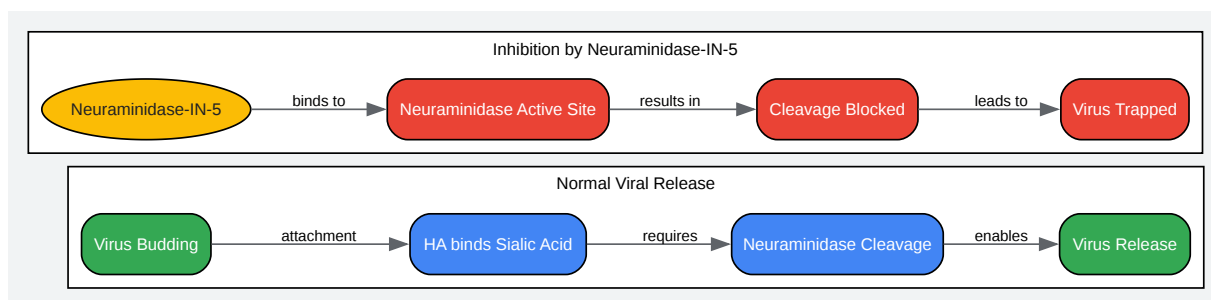 Inhibition by Neuraminidase-IN-5
Neuraminidase-IN-5 binds to Neuraminidase Active Site results in Cleavage Blocked leads to Virus Trapped
Normal Viral Release
Virus Budding attachment HA binds Sialic Acid requires Neuraminidase Cleavage enables Virus Release